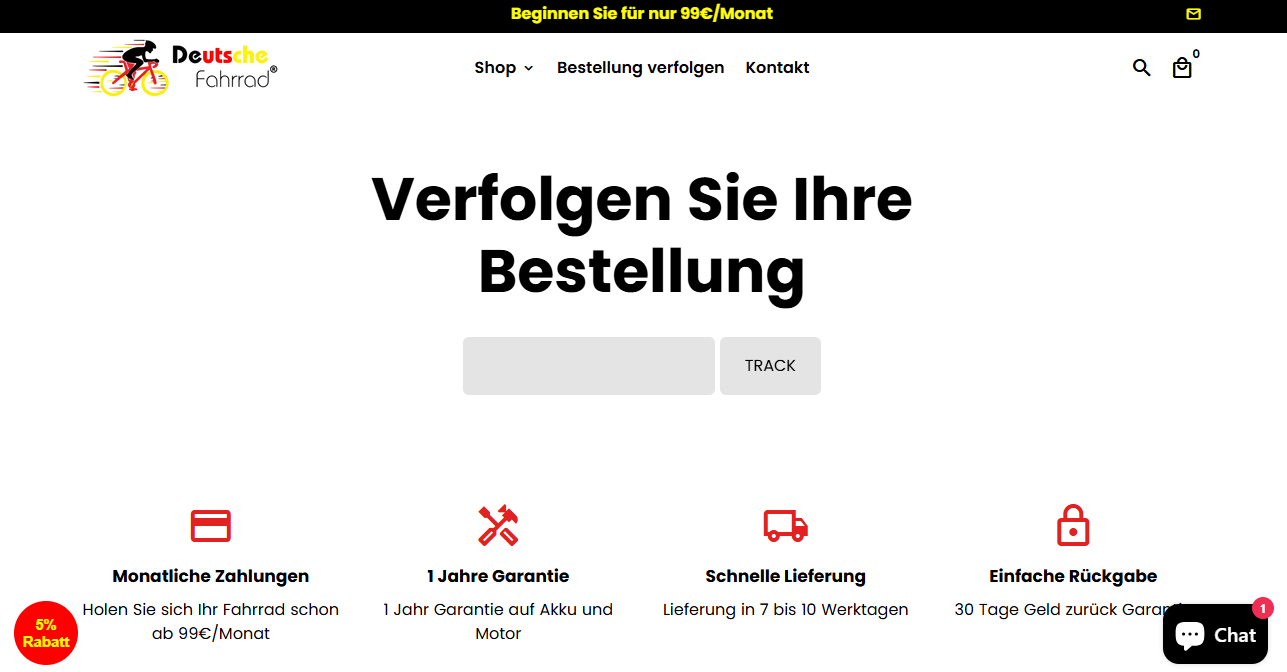 Beginnen Sie für nur 99€/Monat
Deutsche
Fahrrad®
Shop
Bestellung verfolgen
Kontakt
0
Verfolgen Sie Ihre
Bestellung
TRACK
Monatliche Zahlungen
Holen Sie sich Ihr Fahrrad schon
ab 99€/Monat
1 Jahre Garantie
1 Jahr Garantie auf Akku und
Motor
Schnelle Lieferung
Lieferung in 7 bis 10 Werktagen
Einfache Rückgabe
30 Tage Geld zurück
5%
Rabatt
1
Chat